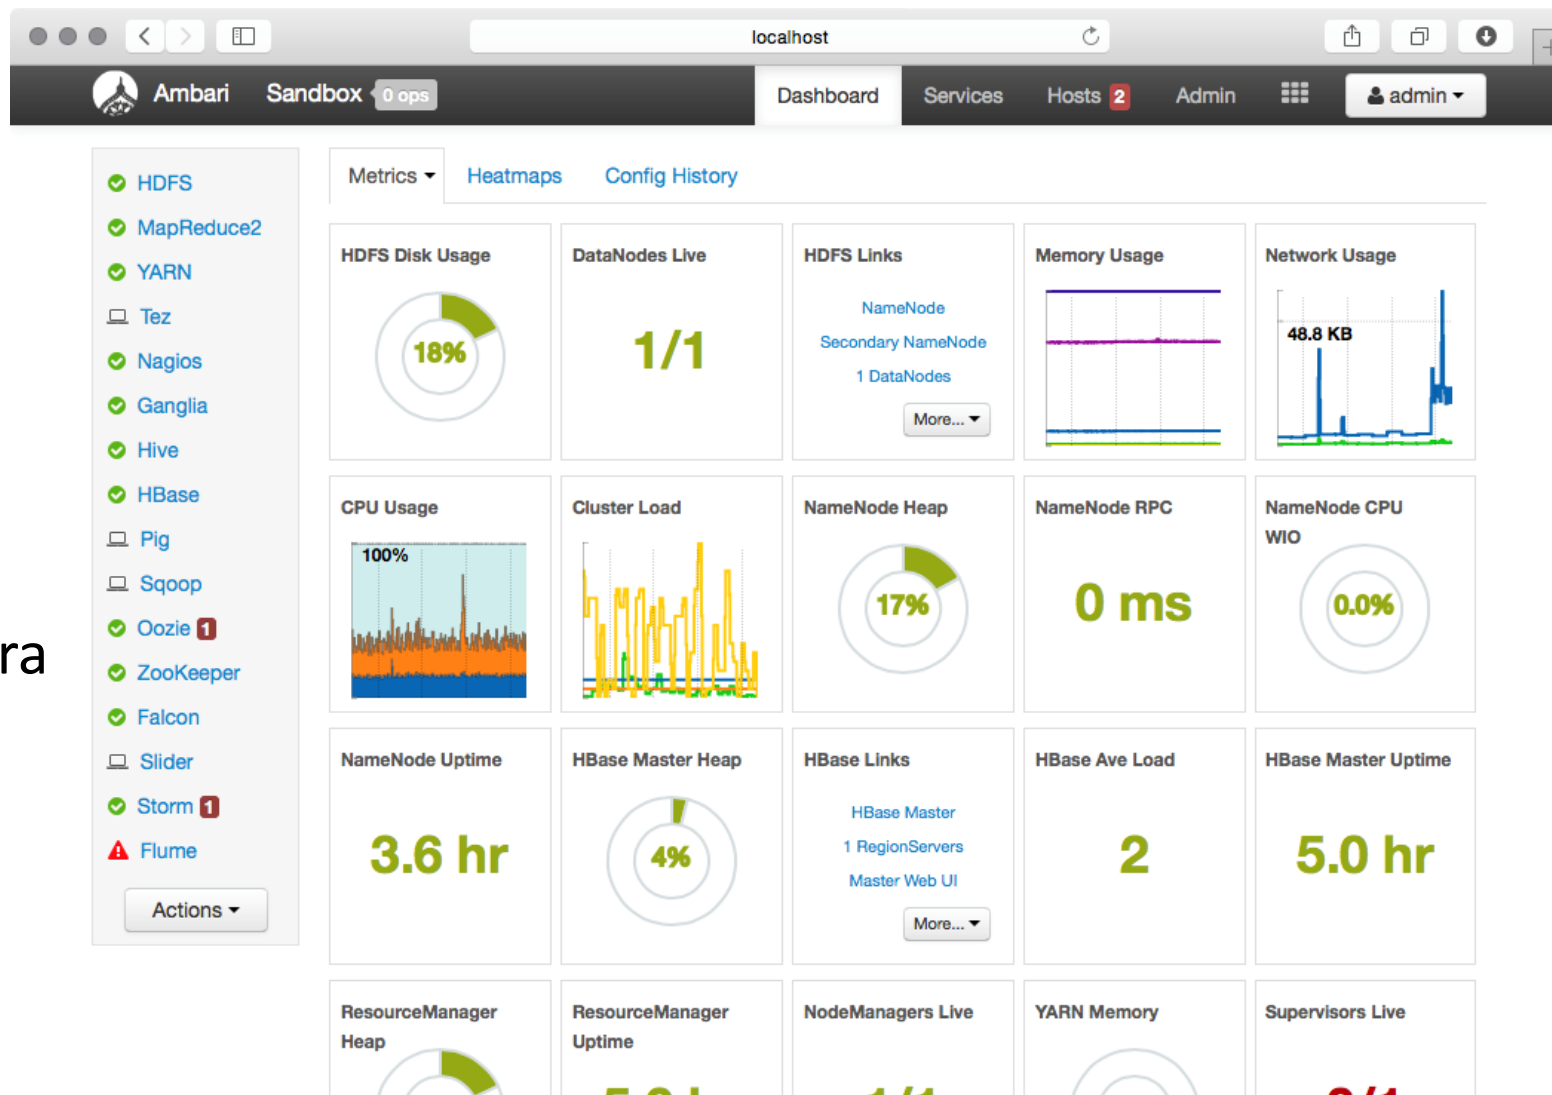 localhost
Ambari Sandbox 0 ops Dashboard Services Hosts 2 Admin admin
HDFS
MapReduce2
YARN
Tez
Nagios
Ganglia
Hive
HBase
Pig
Sqoop
Oozie 1
ZooKeeper
Falcon
Slider
Storm 1
Flume
Actions
ra
Metrics Heatmaps Config History
HDFS Disk Usage
18%
DataNodes Live
1/1
HDFS Links
NameNode
Secondary NameNode
1 DataNodes
More...
Memory Usage
Network Usage
48.8 KB
CPU Usage
100%
Cluster Load
NameNode Heap
17%
NameNode RPC
0 ms
NameNode CPU
WIO
0.0%
NameNode Uptime
3.6 hr
HBase Master Heap
4%
HBase Links
HBase Master
1 RegionServers
Master Web UI
More...
HBase Ave Load
2
HBase Master Uptime
5.0 hr
ResourceManager
Heap
ResourceManager
Uptime
NodeManagers Live
YARN Memory
Supervisors Live